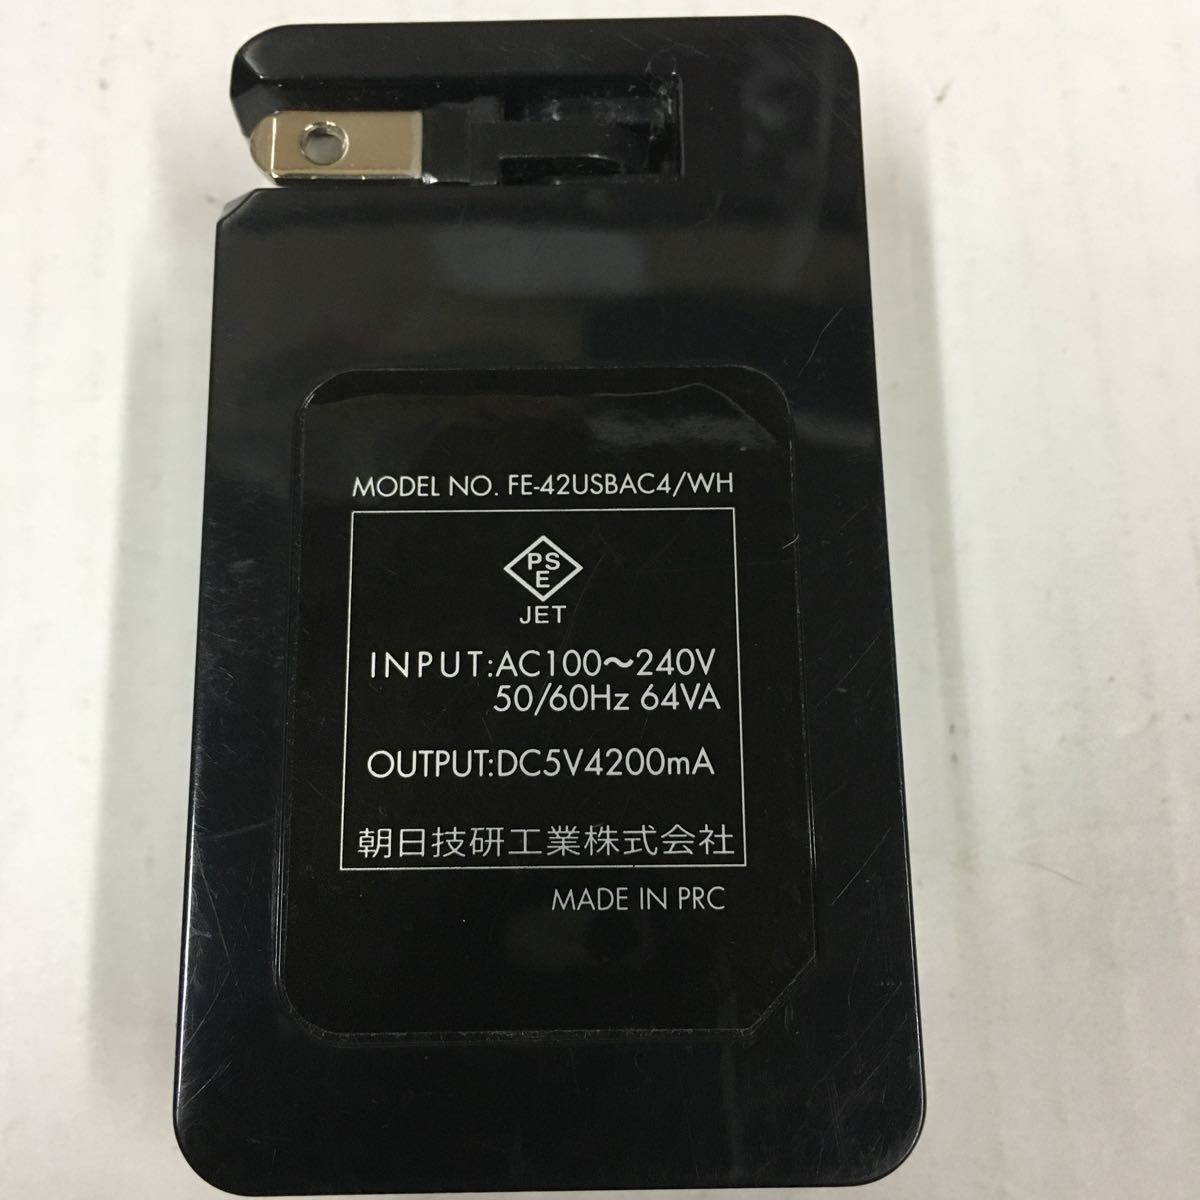 MODEL NO. FE-42USBAC4/WH
PS
E
JET
INPUT:AC100〜240V
50/60Hz 64VA
OUTPUT:DC5V4200mA
朝日技研工業株式会社
MADE IN PRC